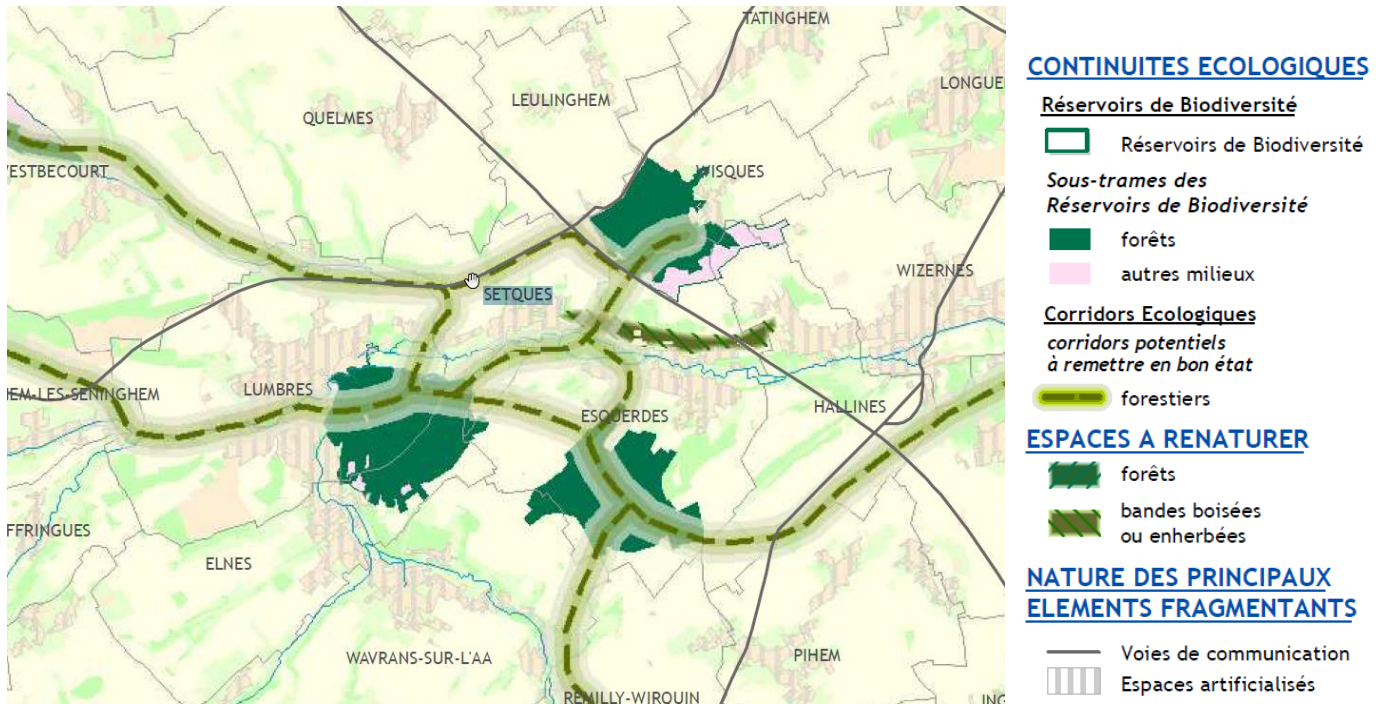 TATINGHEM
LONGUE
LEULINGHEM
QUELMES
WISQUES
ESTBECOURT
WIZERNES
SETQUES
LUMBRES
EM-LES-SENINGHEM
HALLINES
ESQUERDES
FFRINGUES
ELNES
WAVRANS-SUR-L'AA
PIHEM
REMILLY-WIROUIN
ING
CONTINUITES ECOLOGIQUES
Réservoirs de Biodiversité
Réservoirs de Biodiversité
Sous-trames des
Réservoirs de Biodiversité
forêts
autres milieux
Corridors Ecologiques
corridors potentiels
à remettre en bon état
forestiers
ESPACES A RENATURER
forêts
bandes boisées
ou enherbées
NATURE DES PRINCIPAUX
ELEMENTS FRAGMENTANTS
Voies de communication
Espaces artificialisés